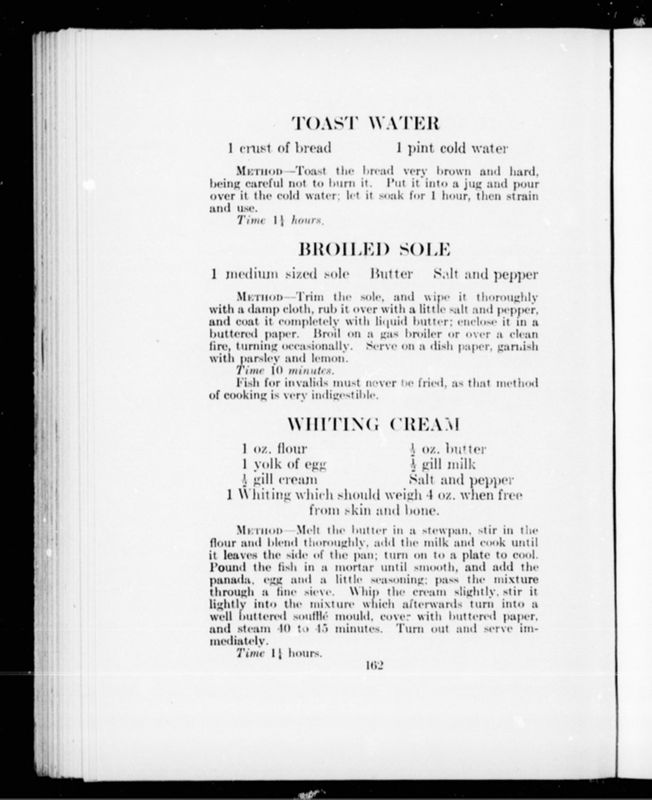 TOAST WATER
1 crust of bread 1 pint cold water
METHOD—Toast the bread very brown and hard,
being careful not to burn it. Put it into a jug and pour
over it the cold water; let it soak for 1 hour, then strain
and use.
Time 1¼ hours.
BROILED SOLE
1 medium sized sole Butter Salt and pepper
METHOD—Trim the sole, and wipe it thoroughly
with a damp cloth, rub it over with a little salt and pepper,
and coat it completely with liquid butter; enclose it in a
buttered paper. Broil on a gas broiler or over a clean
fire, turning occasionally. Serve on a dish paper, garnish
with parsley and lemon.
Time 10 minutes.
Fish for invalids must never be fried, as that method
of cooking is very indigestible.
WHITING CREAM
1 oz. flour ½ oz. butter
1 yolk of egg ½ gill milk
½ gill cream Salt and pepper
1 Whiting which should weigh 4 oz. when free
from skin and bone.
METHOD—Melt the butter in a stewpan, stir in the
flour and blend thoroughly, add the milk and cook until
it leaves the side of the pan; turn on to a plate to cool.
Pound the fish in a mortar until smooth, and add the
panada, egg and a little seasoning; pass the mixture
through a fine sieve. Whip the cream slightly, stir it
lightly into the mixture which afterwards turn into a
well buttered soufflé mould, cover with buttered paper,
and steam 40 to 45 minutes. Turn out and serve im-
mediately.
Time 1¼ hours.
162